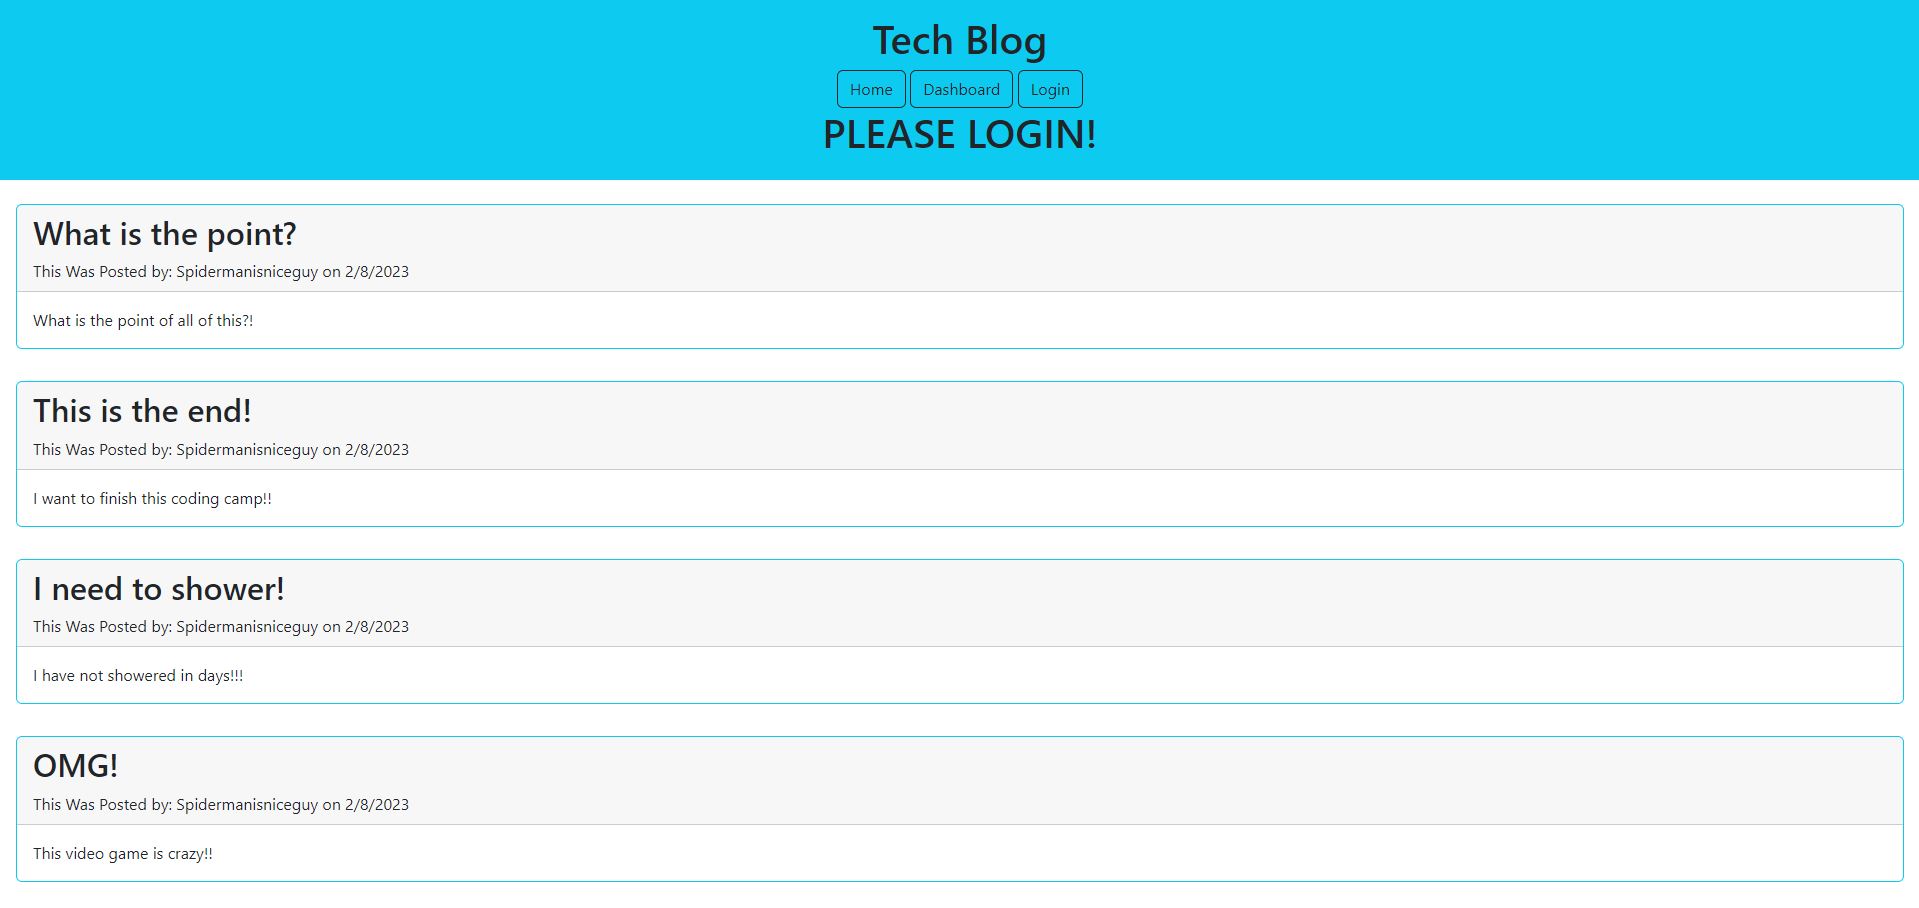 Tech Blog
Home Dashboard Login
PLEASE LOGIN!
What is the point?
This Was Posted by: Spidermanisniceguy on 2/8/2023
What is the point of all of this?!
This is the end!
This Was Posted by: Spidermanisniceguy on 2/8/2023
I want to finish this coding camp!!
I need to shower!
This Was Posted by: Spidermanisniceguy on 2/8/2023
I have not showered in days!!!
OMG!
This Was Posted by: Spidermanisniceguy on 2/8/2023
This video game is crazy!!